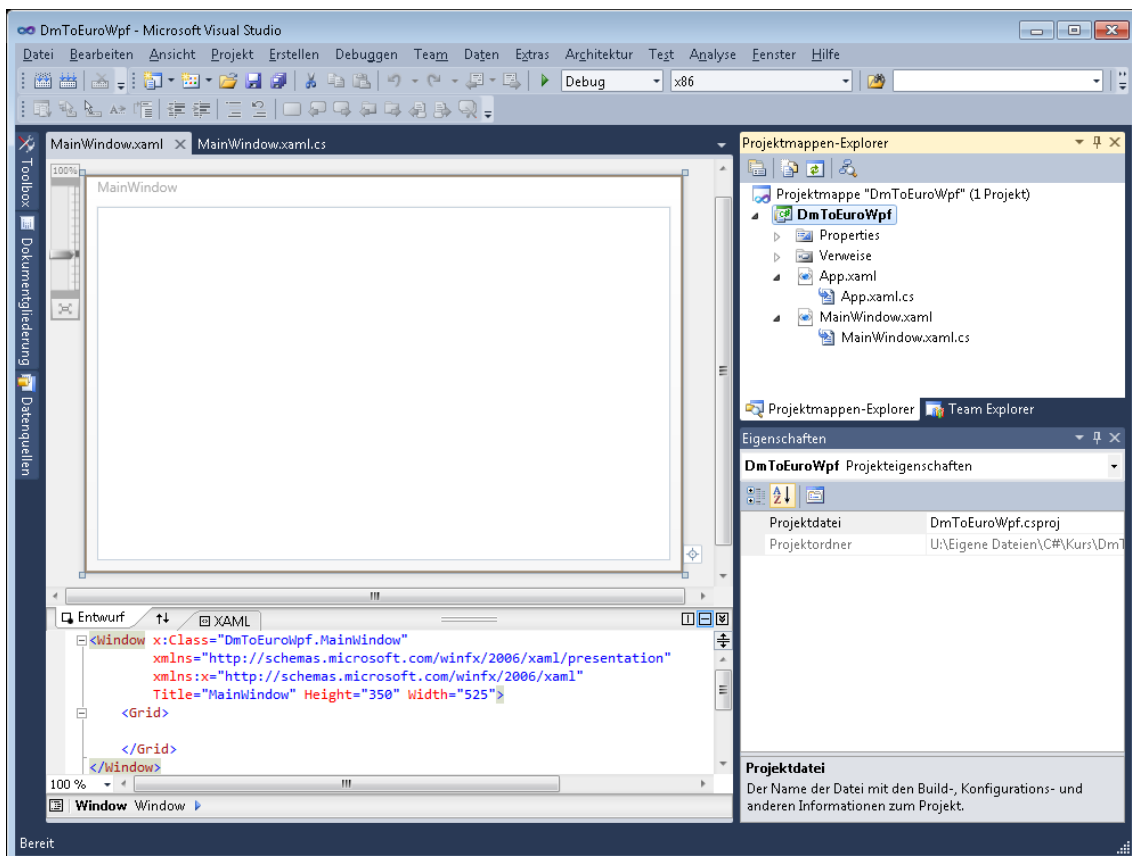 DmToEuroWpf - Microsoft Visual Studio
Datei Bearbeiten Ansicht Projekt Erstellen Debuggen Team Daten Extras Architektur Test Analyse Fenster Hilfe
Debug x86
MainWindow.xaml MainWindow.xaml.cs
Toolbox
Dokumentgliederung
Datenquellen
100%
MainWindow
Entwurf XAML
<Window x:Class="DmToEuroWpf.MainWindow"
xmlns="http://schemas.microsoft.com/winfx/2006/xaml/presentation"
xmlns:x="http://schemas.microsoft.com/winfx/2006/xaml"
Title="MainWindow" Height="350" Width="525">
<Grid>
</Grid>
</Window>
100 %
Window Window
Projektmappen-Explorer
Projektmappe "DmToEuroWpf" (1 Projekt)
DmToEuroWpf
Properties
Verweise
App.xaml
App.xaml.cs
MainWindow.xaml
MainWindow.xaml.cs
Projektmappen-Explorer Team Explorer
Eigenschaften
DmToEuroWpf Projekteigenschaften
Projektdatei DmToEuroWpf.csproj
Projektordner U:\Eigene Dateien\C#\Kurs\DmT
Projektdatei
Der Name der Datei mit den Build-, Konfigurations- und
anderen Informationen zum Projekt.
Bereit